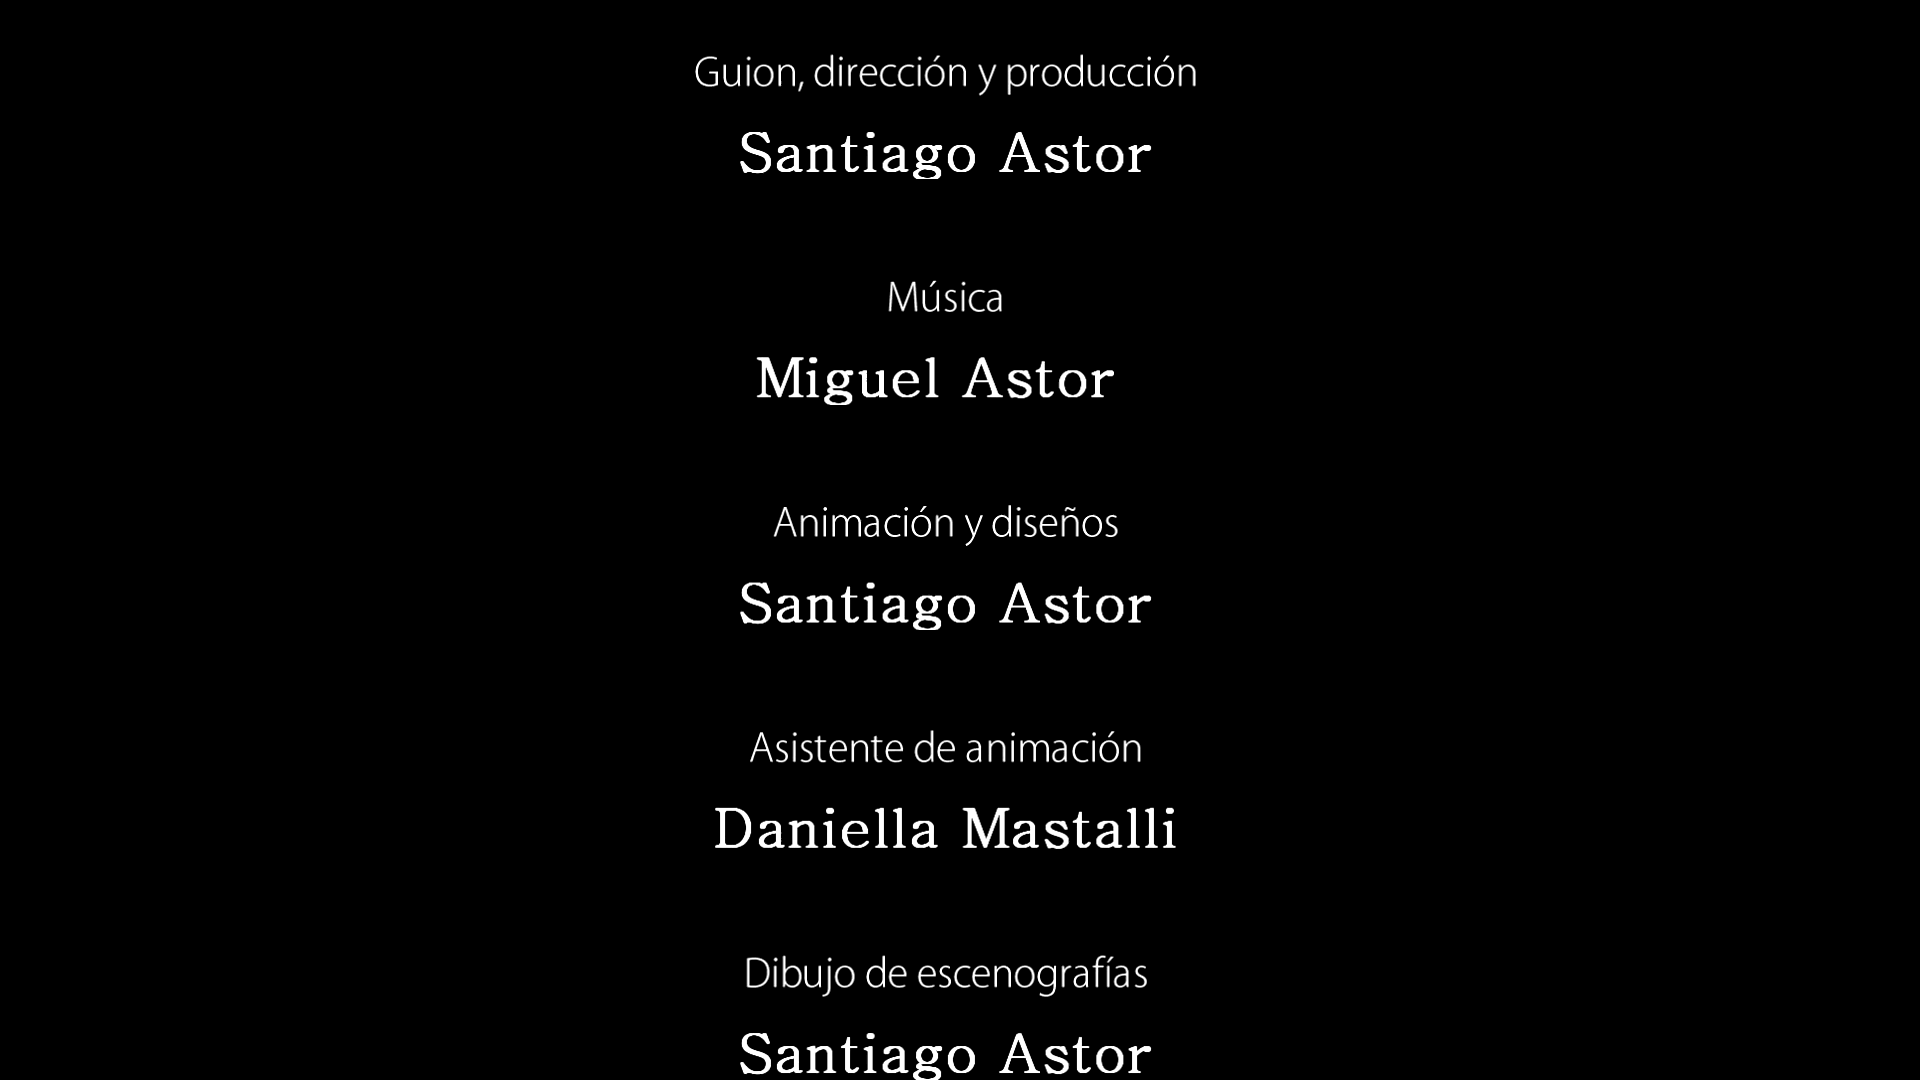 Guion, dirección y producción
Santiago Astor
Música
Miguel Astor
Animación y diseños
Santiago Astor
Asistente de animación
Daniella Mastalli
Dibujo de escenografías
Santiago Astor